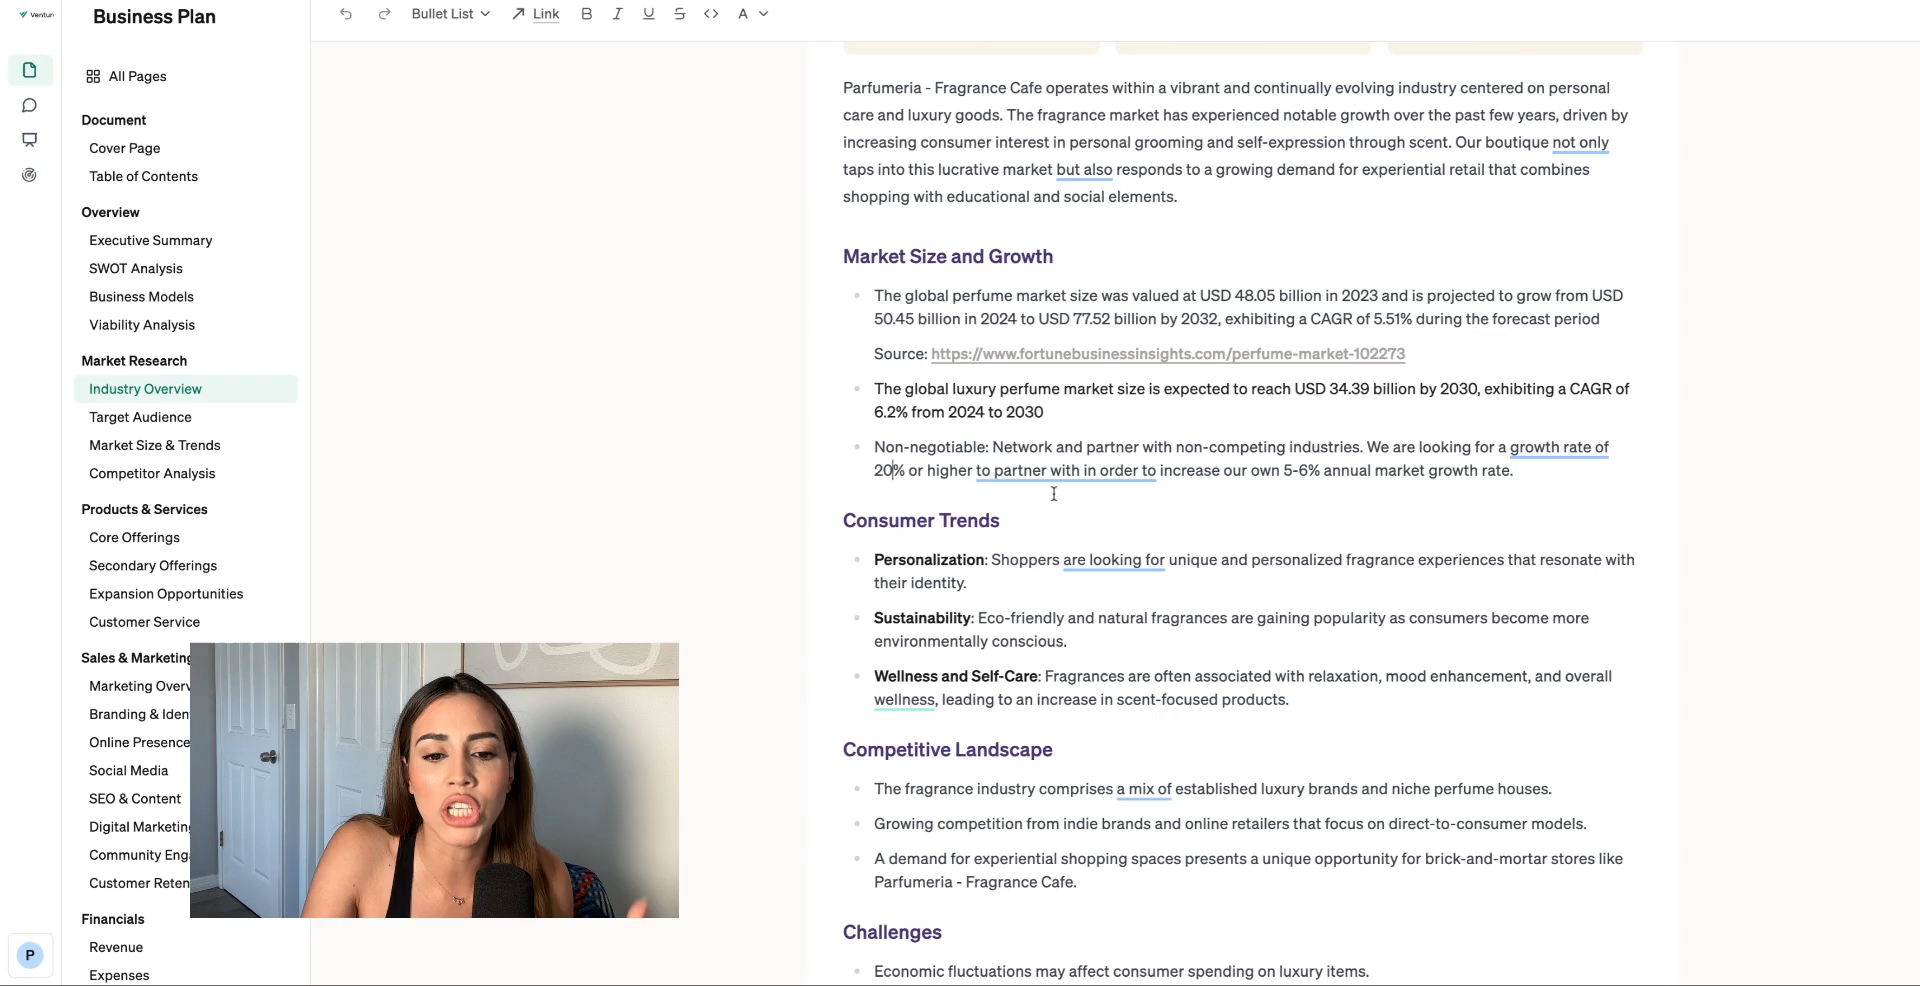 Ventur
Business Plan
Bullet List
Link
B I U S <> A
All Pages
Document
Cover Page
Table of Contents
Overview
Executive Summary
SWOT Analysis
Business Models
Viability Analysis
Market Research
Industry Overview
Target Audience
Market Size & Trends
Competitor Analysis
Products & Services
Core Offerings
Secondary Offerings
Expansion Opportunities
Customer Service
Sales & Marketing
Marketing Overv
Branding & Iden
Online Presence
Social Media
SEO & Content
Digital Marketing
Community Eng
Customer Reten
Financials
Revenue
Expenses
P
Parfumeria - Fragrance Cafe operates within a vibrant and continually evolving industry centered on personal
care and luxury goods. The fragrance market has experienced notable growth over the past few years, driven by
increasing consumer interest in personal grooming and self-expression through scent. Our boutique not only
taps into this lucrative market but also responds to a growing demand for experiential retail that combines
shopping with educational and social elements.
Market Size and Growth
The global perfume market size was valued at USD 48.05 billion in 2023 and is projected to grow from USD
50.45 billion in 2024 to USD 77.52 billion by 2032, exhibiting a CAGR of 5.51% during the forecast period
Source: https://www.fortunebusinessinsights.com/perfume-market-102273
The global luxury perfume market size is expected to reach USD 34.39 billion by 2030, exhibiting a CAGR of
6.2% from 2024 to 2030
Non-negotiable: Network and partner with non-competing industries. We are looking for a growth rate of
20% or higher to partner with in order to increase our own 5-6% annual market growth rate.
Consumer Trends
Personalization: Shoppers are looking for unique and personalized fragrance experiences that resonate with
their identity.
Sustainability: Eco-friendly and natural fragrances are gaining popularity as consumers become more
environmentally conscious.
Wellness and Self-Care: Fragrances are often associated with relaxation, mood enhancement, and overall
wellness, leading to an increase in scent-focused products.
Competitive Landscape
The fragrance industry comprises a mix of established luxury brands and niche perfume houses.
Growing competition from indie brands and online retailers that focus on direct-to-consumer models.
A demand for experiential shopping spaces presents a unique opportunity for brick-and-mortar stores like
Parfumeria - Fragrance Cafe.
Challenges
Economic fluctuations may affect consumer spending on luxury items.